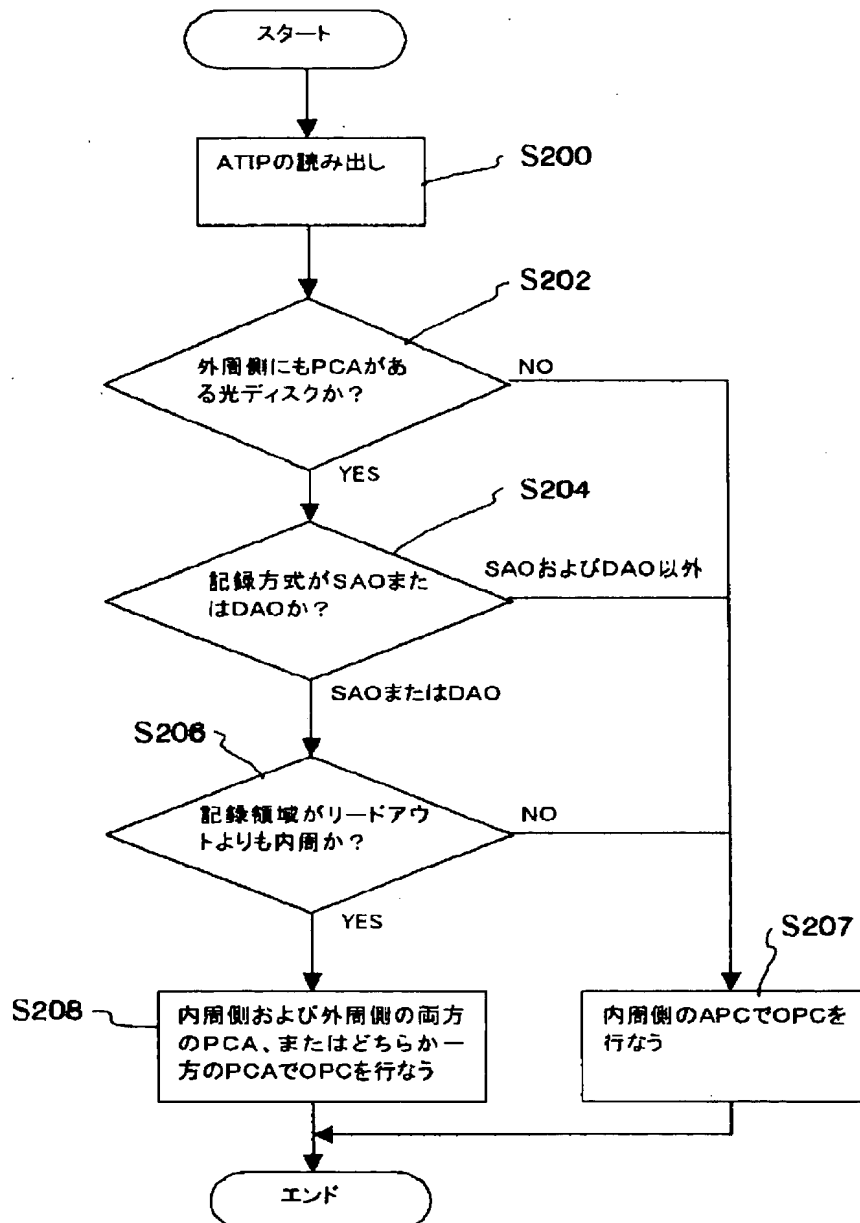 スタート
ATIPの読み出し
S200
S202
外周側にもPCAがあ
る光ディスクか？
NO
YES
S204
記録方式がSAOまた
はDAOか？
SAOおよびDAO以外
SAOまたはDAO
S206
記録領域がリードアウ
トよりも内周か？
NO
YES
S207
S208
内周側および外周側の両方
のPCA、またはどちらか一
方のPCAでOPCを行なう
内周側のAPCでOPCを
行なう
エンド